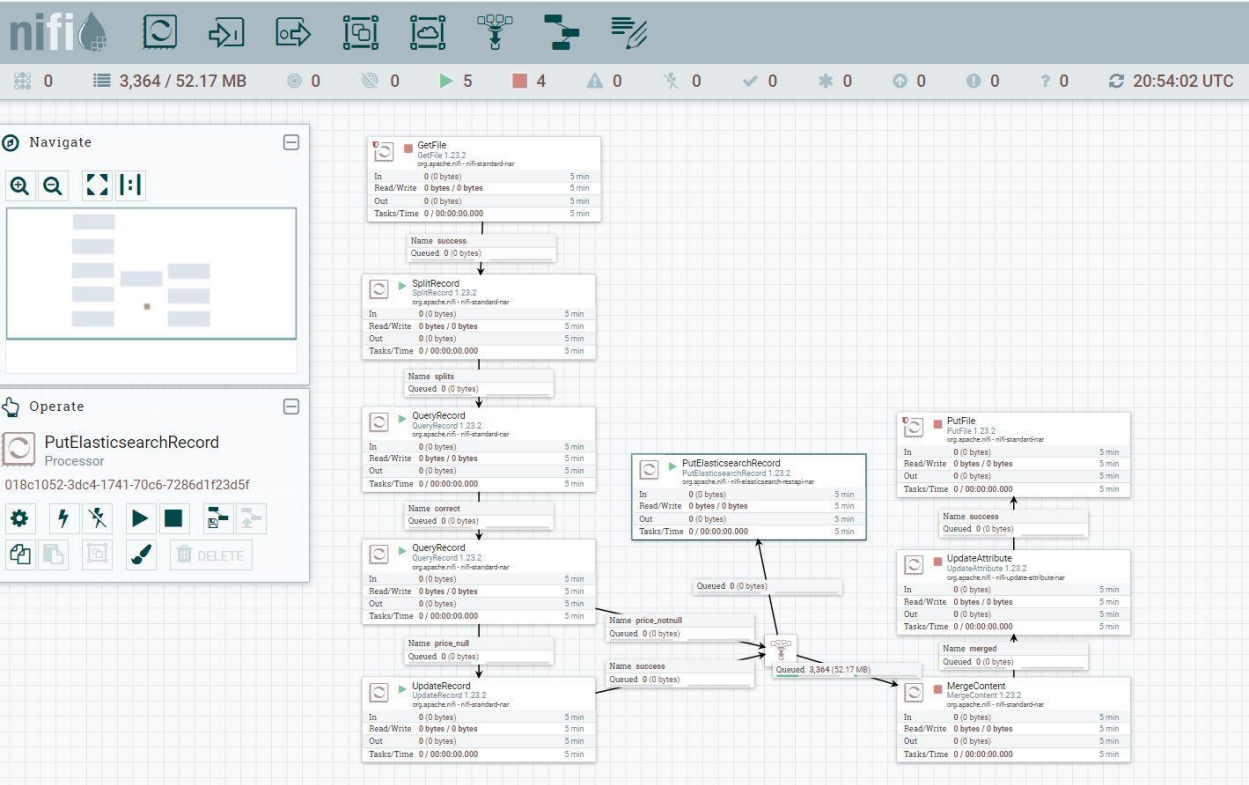 nifi
0 3,364 / 52.17 MB 0 0 5 4 0 0 0 0 0 0 ? 0 20:54:02 UTC
Navigate
Operate
PutElasticsearchRecord
Processor
018c1052-3dc4-1741-70c6-7286d1f23d5f
DELETE
GetFile
GetFile 1.23.2
org.apache.nifi - nifi-standard-nar
In 0 (0 bytes) 5 min
Read/Write 0 bytes / 0 bytes 5 min
Out 0 (0 bytes) 5 min
Tasks/Time 0 / 00:00:00.000 5 min
Name success
Queued 0 (0 bytes)
SplitRecord
SplitRecord 1.23.2
org.apache.nifi - nifi-standard-nar
In 0 (0 bytes) 5 min
Read/Write 0 bytes / 0 bytes 5 min
Out 0 (0 bytes) 5 min
Tasks/Time 0 / 00:00:00.000 5 min
Name splits
Queued 0 (0 bytes)
QueryRecord
QueryRecord 1.23.2
org.apache.nifi - nifi-standard-nar
In 0 (0 bytes) 5 min
Read/Write 0 bytes / 0 bytes 5 min
Out 0 (0 bytes) 5 min
Tasks/Time 0 / 00:00:00.000 5 min
Name correct
Queued 0 (0 bytes)
QueryRecord
QueryRecord 1.23.2
org.apache.nifi - nifi-standard-nar
In 0 (0 bytes) 5 min
Read/Write 0 bytes / 0 bytes 5 min
Out 0 (0 bytes) 5 min
Tasks/Time 0 / 00:00:00.000 5 min
Name price_null
Queued 0 (0 bytes)
UpdateRecord
UpdateRecord 1.23.2
org.apache.nifi - nifi-standard-nar
In 0 (0 bytes) 5 min
Read/Write 0 bytes / 0 bytes 5 min
Out 0 (0 bytes) 5 min
Tasks/Time 0 / 00:00:00.000 5 min
PutElasticsearchRecord
PutElasticsearchRecord 1.23.2
org.apache.nifi - nifi-elasticsearch-restapi-nar
In 0 (0 bytes) 5 min
Read/Write 0 bytes / 0 bytes 5 min
Out 0 (0 bytes) 5 min
Tasks/Time 0 / 00:00:00.000 5 min
Queued 0 (0 bytes)
Name price_notnull
Queued 0 (0 bytes)
Name success
Queued 0 (0 bytes)
Queued 3,364 (52.17 MB)
PutFile
PutFile 1.23.2
org.apache.nifi - nifi-standard-nar
In 0 (0 bytes) 5 min
Read/Write 0 bytes / 0 bytes 5 min
Out 0 (0 bytes) 5 min
Tasks/Time 0 / 00:00:00.000 5 min
Name success
Queued 0 (0 bytes)
UpdateAttribute
UpdateAttribute 1.23.2
org.apache.nifi - nifi-update-attribute-nar
In 0 (0 bytes) 5 min
Read/Write 0 bytes / 0 bytes 5 min
Out 0 (0 bytes) 5 min
Tasks/Time 0 / 00:00:00.000 5 min
Name merged
Queued 0 (0 bytes)
MergeContent
MergeContent 1.23.2
org.apache.nifi - nifi-standard-nar
In 0 (0 bytes) 5 min
Read/Write 0 bytes / 0 bytes 5 min
Out 0 (0 bytes) 5 min
Tasks/Time 0 / 00:00:00.000 5 min